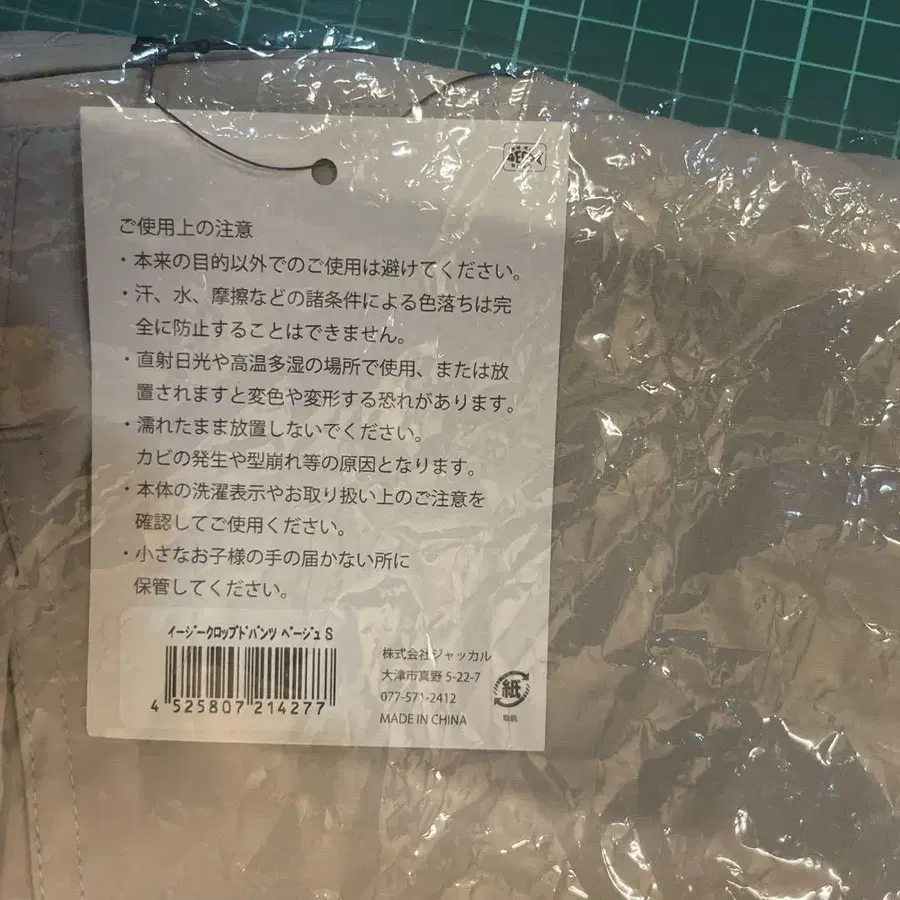 ご使用上の注意
・本来の目的以外でのご使用は避けてください。
・汗、水、摩擦などの諸条件による色落ちは完
全に防止することはできません。
・直射日光や高温多湿の場所で使用、または放
置されますと変色や変形する恐れがあります。
・濡れたまま放置しないでください。
カビの発生や型崩れ等の原因となります。
・本体の洗濯表示やお取り扱い上のご注意を
確認してご使用ください。
・小さなお子様の手の届かない所に
保管してください。
イージークロップドパンツ ベージュ S
4 525807 214277
株式会社ジャッカル
大津市真野 5-22-7
077-571-2412
MADE IN CHINA
紙